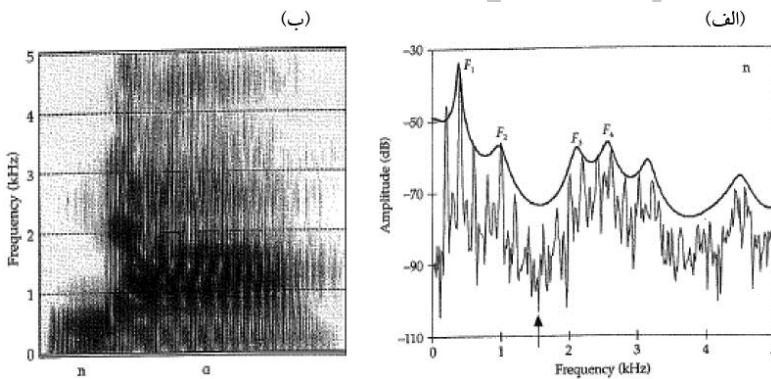 (الف)
−30
−50
−70
−90
−110
Amplitude (dB)
F₁
F₂
F₃
F₄
n
0
1
2
3
4
Frequency (kHz)
(ب)
5
4
3
2
1
0
Frequency (kHz)
n
ɑ